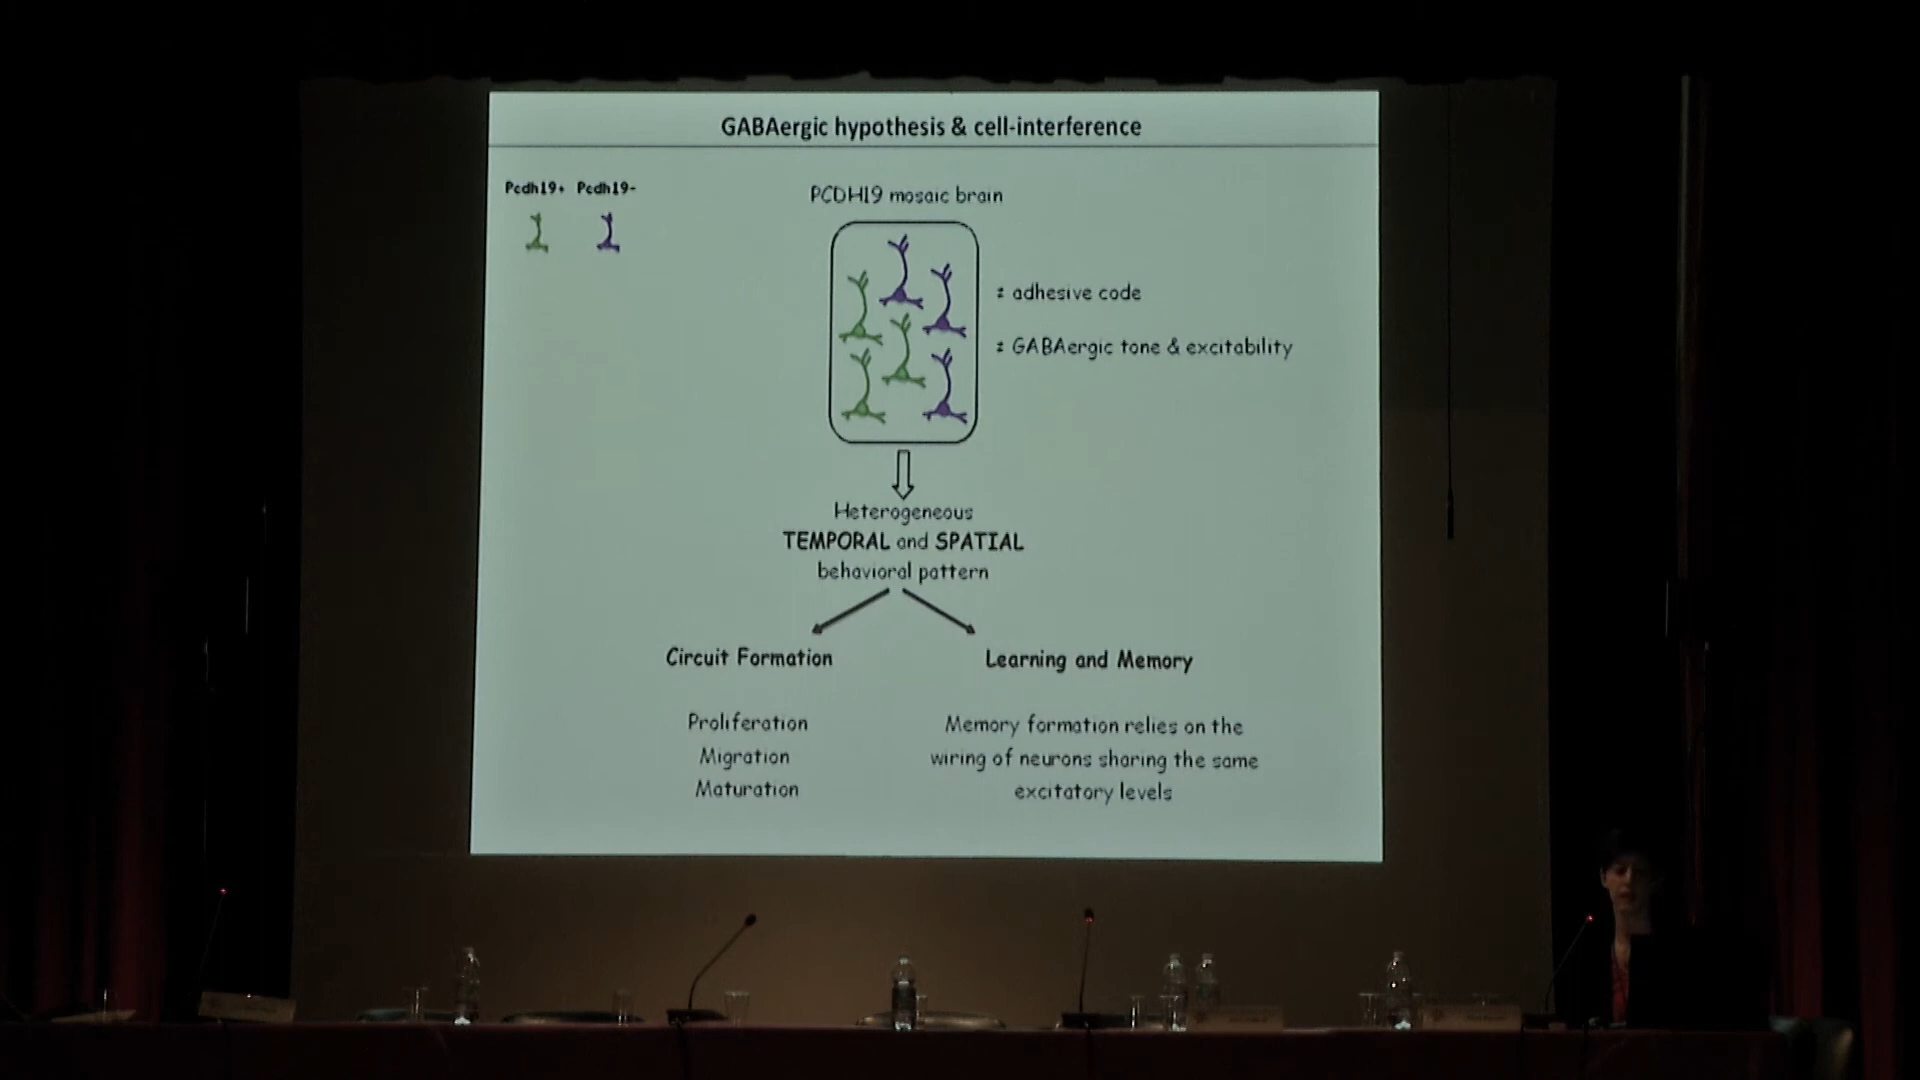 GABAergic hypothesis & cell-interference
Pcdh19+ Pcdh19-
PCDH19 mosaic brain
≠ adhesive code
≠ GABAergic tone & excitability
Heterogeneous
TEMPORAL and SPATIAL
behavioral pattern
Circuit Formation
Learning and Memory
Proliferation
Migration
Maturation
Memory formation relies on the
wiring of neurons sharing the same
excitatory levels